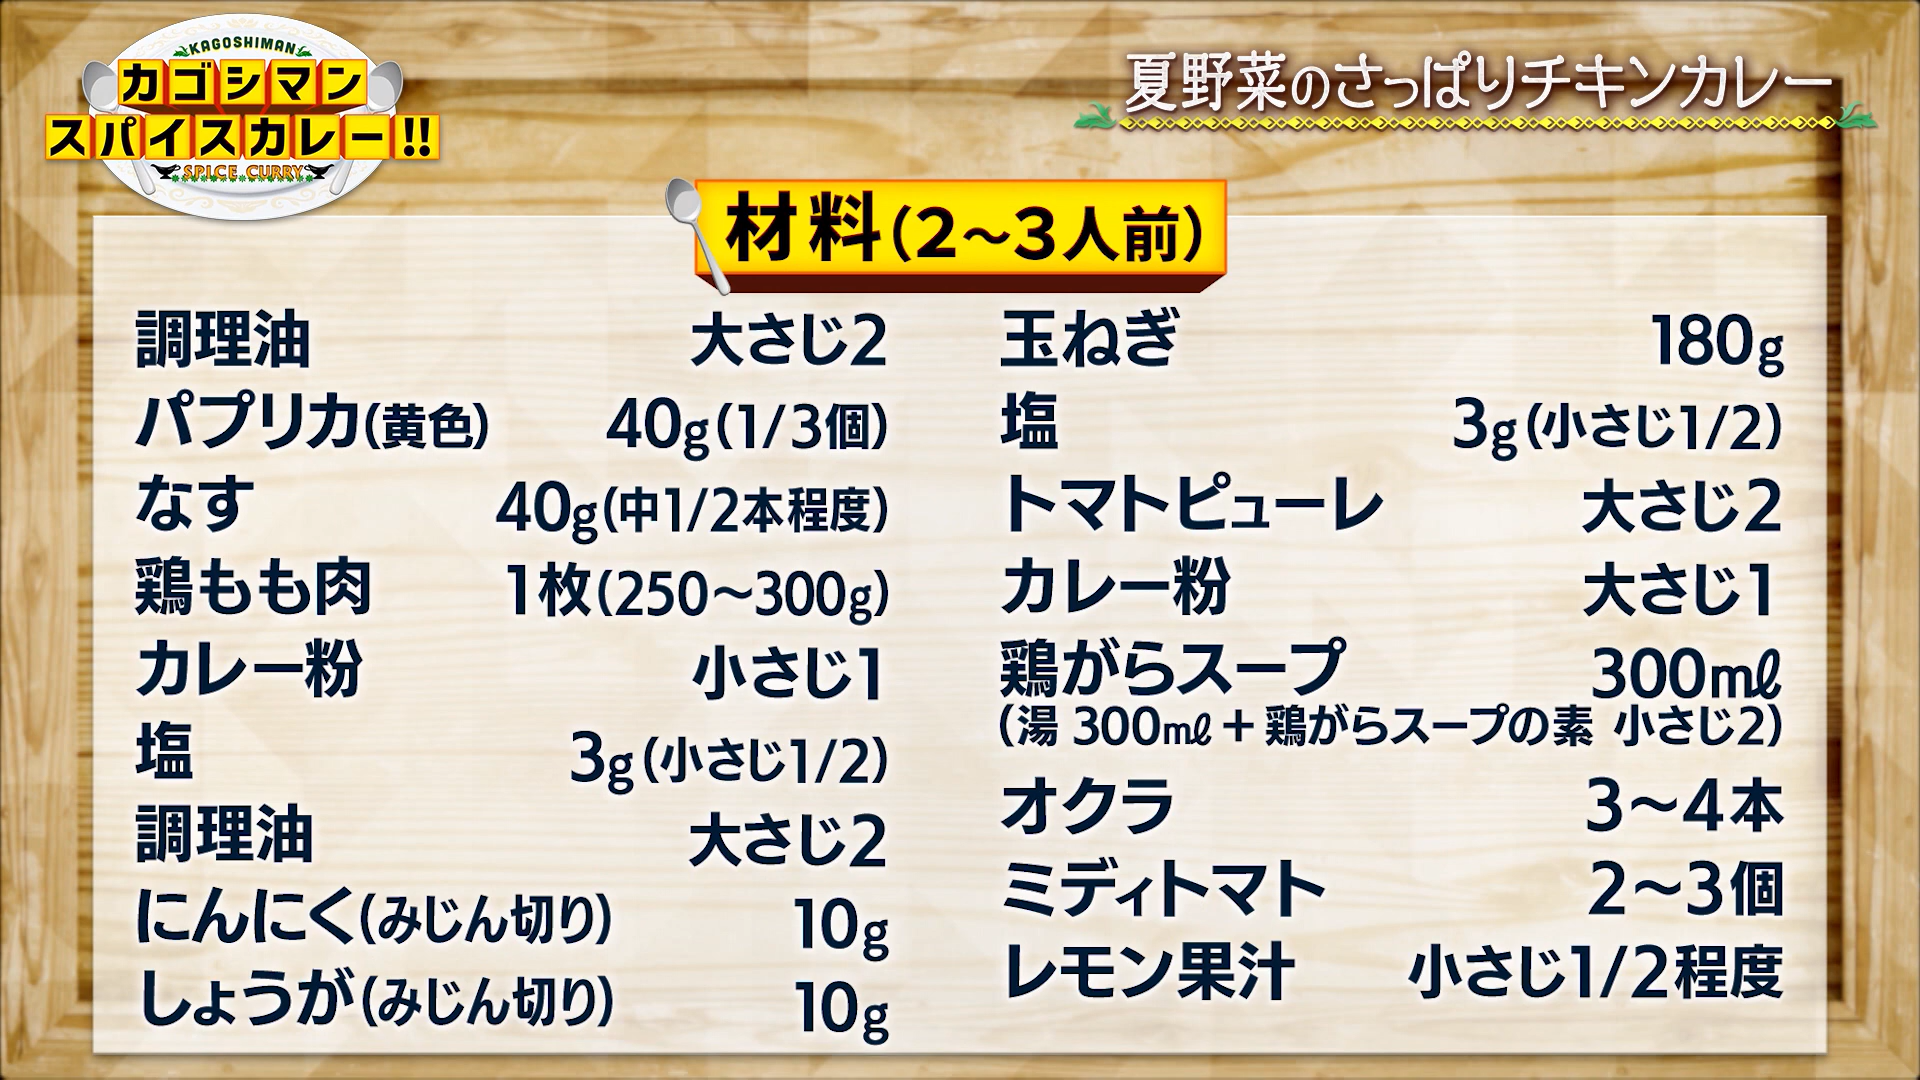 KAGOSHIMAN
カゴシマン
スパイスカレー!!
SPICE CURRY
夏野菜のさっぱりチキンカレー
材料(2〜3人前)
調理油 大さじ2
パプリカ(黄色) 40g(1/3個)
なす 40g(中1/2本程度)
鶏もも肉 1枚(250〜300g)
カレー粉 小さじ1
塩 3g(小さじ1/2)
調理油 大さじ2
にんにく(みじん切り) 10g
しょうが(みじん切り) 10g
玉ねぎ 180g
塩 3g(小さじ1/2)
トマトピューレ 大さじ2
カレー粉 大さじ1
鶏がらスープ 300mℓ
(湯 300mℓ+鶏がらスープの素 小さじ2)
オクラ 3〜4本
ミディトマト 2〜3個
レモン果汁 小さじ1/2程度